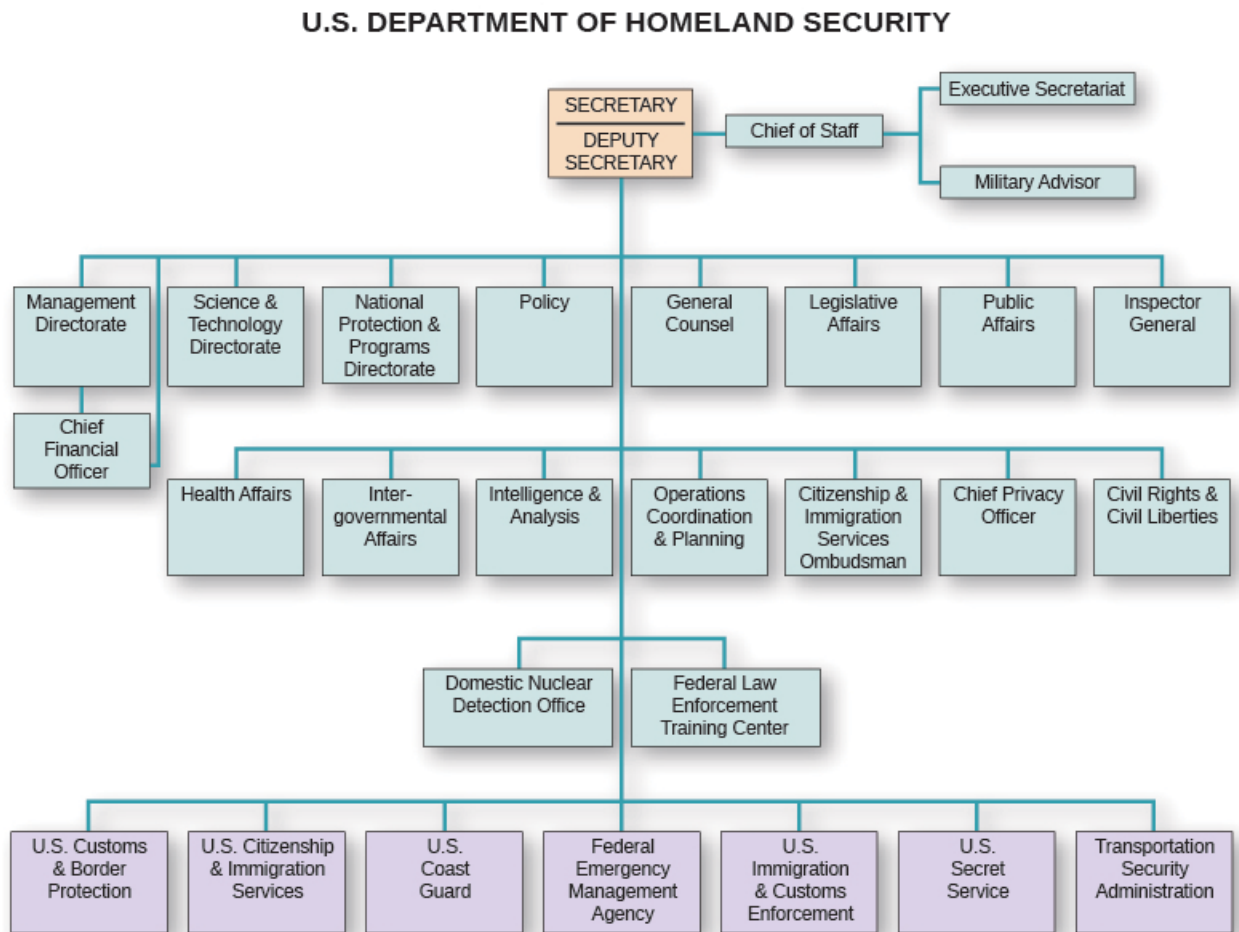 U.S. DEPARTMENT OF HOMELAND SECURITY
SECRETARY
DEPUTY
SECRETARY
Chief of Staff
Executive Secretariat
Military Advisor
Management
Directorate
Science &
Technology
Directorate
National
Protection &
Programs
Directorate
Policy
General
Counsel
Legislative
Affairs
Public
Affairs
Inspector
General
Chief
Financial
Officer
Health Affairs
Inter-
governmental
Affairs
Intelligence &
Analysis
Operations
Coordination
& Planning
Citizenship &
Immigration
Services
Ombudsman
Chief Privacy
Officer
Civil Rights &
Civil Liberties
Domestic Nuclear
Detection Office
Federal Law
Enforcement
Training Center
U.S. Customs
& Border
Protection
U.S. Citizenship
& Immigration
Services
U.S.
Coast
Guard
Federal
Emergency
Management
Agency
U.S.
Immigration
& Customs
Enforcement
U.S.
Secret
Service
Transportation
Security
Administration